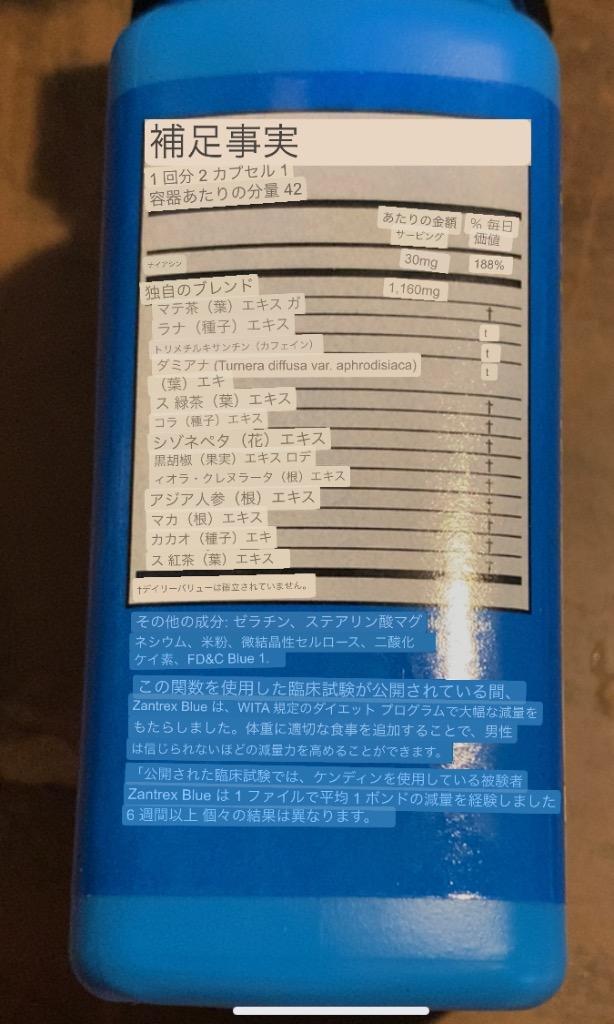 補足事実
1 回分 2 カプセル 1
容器あたりの分量 42
あたりの金額 % 毎日
サービング 価値
ナイアシン 30mg 188%
独自のブレンド 1,160mg
マテ茶（葉）エキス ガ †
ラナ（種子）エキス t
トリメチルキサンチン（カフェイン） t
ダミアナ (Turnera diffusa var. aphrodisiaca) t
（葉）エキ
ス 緑茶（葉）エキス †
コラ（種子）エキス †
シゾネペタ（花）エキス †
黒胡椒（果実）エキス ロデ †
ィオラ・クレヌラータ（根）エキス †
アジア人参（根）エキス †
マカ（根）エキス †
カカオ（種子）エキ †
ス 紅茶（葉）エキス †
†デイリーバリューは確立されていません。
その他の成分: ゼラチン、ステアリン酸マグ
ネシウム、米粉、微結晶性セルロース、二酸化
ケイ素、FD&C Blue 1.
この関数を使用した臨床試験が公開されている間、
Zantrex Blue は、WITA 規定のダイエット プログラムで大幅な減量を
もたらしました。体重に適切な食事を追加することで、男性
は信じられないほどの減量力を高めることができます。
「公開された臨床試験では、ケンディンを使用している被験者
Zantrex Blue は 1 ファイルで平均 1 ポンドの減量を経験しました
6 週間以上 個々の結果は異なります。